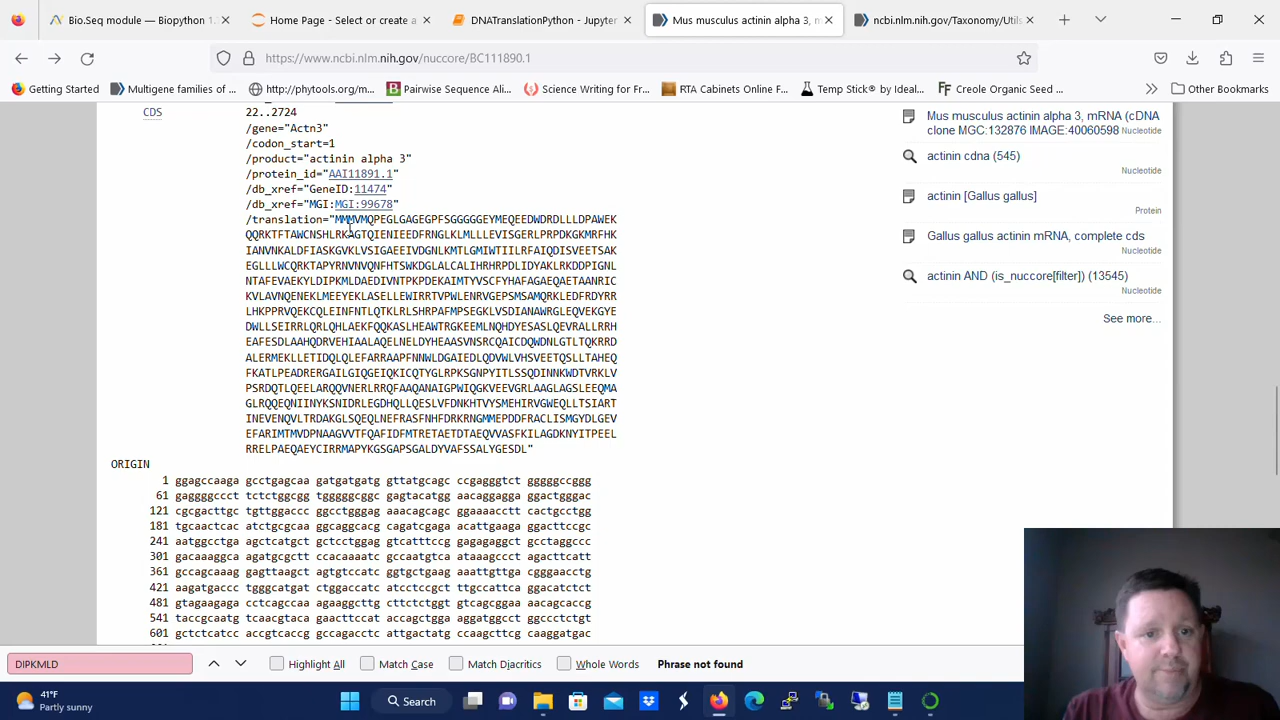 Bio.Seq module — Biopython 1.
Home Page - Select or create a
DNATranslationPython - Jupyter
Mus musculus actinin alpha 3, m
ncbi.nlm.nih.gov/Taxonomy/Utils
https://www.ncbi.nlm.nih.gov/nuccore/BC111890.1
Getting Started
Multigene families of ...
http://phytools.org/m...
Pairwise Sequence Ali...
Science Writing for Fr...
RTA Cabinets Online F...
Temp Stick® by Ideal...
Creole Organic Seed ...
Other Bookmarks
CDS 22..2724
/gene="Actn3"
/codon_start=1
/product="actinin alpha 3"
/protein_id="AAI11891.1"
/db_xref="GeneID:11474"
/db_xref="MGI:MGI:99678"
/translation="MMMVMQPEGLGAGEGPFSGGGGGEYMEQEEDWDRDLLLDPAWEK
QQRKTFTAWCNSHLRKAGTQIENIEEDFRNGLKLMLLLEVISGERLPRPDKGKMRFHK
IANVNKALDFIASKGVKLVSIGAEEIVDGNLKMTLGMIWTIILRFAIQDISVEETSAK
EGLLLWCQRKTAPYRNVNVQNFHTSWKDGLALCALIHRHRPDLIDYAKLRKDDPIGNL
NTAFEVAEKYLDIPKMLDAEDIVNTPKPDEKAIMTYVSCFYHAFAGAEQAETAANRIC
KVLAVNQENEKLMEEYEKLASELLEWIRRTVPWLENRVGEPSMSAMQRKLEDFRDYRR
LHKPPRVQEKCQLEINFNTLQTKLRLSHRPAFMPSEGKLVSDIANAWRGLEQVEKGYE
DWLLSEIRRLQRLQHLAEKFQQKASLHEAWTRGKEEMLNQHDYESASLQEVRALLRRH
EAFESDLAAHQDRVEHIAALAQELNELDYHEAASVNSRCQAICDQWDNLGTLTQKRRD
ALERMEKLLETIDQLQLEFARRAAPFNNWLDGAIEDLQDVWLVHSVEETQSLLTAHEQ
FKATLPEADRERGAILGIQGEIQKICQTYGLRPKSGNPYITLSSQDINNKWDTVRKLV
PSRDQTLQEELARQQVNERLRRQFAAQANAIGPWIQGKVEEVGRLAAGLAGSLEEQMA
GLRQQEQNIINYKSNIDRLEGDHQLLQESLVFDNKHTVYSMEHIRVGWEQLLTSIART
INEVENQVLTRDAKGLSQEQLNEFRASFNHFDRKRNGMMEPDDFRACLISMGYDLGEV
EFARIMTMVDPNAAGVVTFQAFIDFMTRETAETDTAEQVVASFKILAGDKNYITPEEL
RRELPAEQAEYCIRRMAPYKGSGAPSGALDYVAFSSALYGESDL"
ORIGIN
1 ggagccaaga gcctgagcaa gatgatgatg gttatgcagc ccgagggtct gggggccggg
61 gaggggccct tctctggcgg tgggggcggc gagtacatgg aacaggagga ggactgggac
121 cgcgacttgc tgttggaccc ggcctgggag aaacagcagc ggaaaacctt cactgcctgg
181 tgcaactcac atctgcgcaa ggcaggcacg cagatcgaga acattgaaga ggacttccgc
241 aatggcctga agctcatgct gctcctggag gtcatttccg gagagaggct gcctaggccc
301 gacaaaggca agatgcgctt ccacaaaatc gccaatgtca ataaagccct agacttcatt
361 gccagcaaag gagttaagct agtgtccatc ggtgctgaag aaattgttga cgggaacctg
421 aagatgaccc tgggcatgat ctggaccatc atcctccgct ttgccattca ggacatctct
481 gtagaagaga cctcagccaa agaaggcttg cttctctggt gtcagcggaa aacagcaccg
541 taccgcaatg tcaacgtaca gaacttccat accagctgga aggatggcct ggccctctgt
601 gctctcatcc accgtcaccg gccagacctc attgactatg ccaagcttcg caaggatgac
Mus musculus actinin alpha 3, mRNA (cDNA
clone MGC:132876 IMAGE:40060598
Nucleotide
actinin cdna (545)
Nucleotide
actinin [Gallus gallus]
Protein
Gallus gallus actinin mRNA, complete cds
Nucleotide
actinin AND (is_nuccore[filter]) (13545)
Nucleotide
See more...
DIPKMLD
Highlight All
Match Case
Match Diacritics
Whole Words
Phrase not found
41°F
Partly sunny
Search